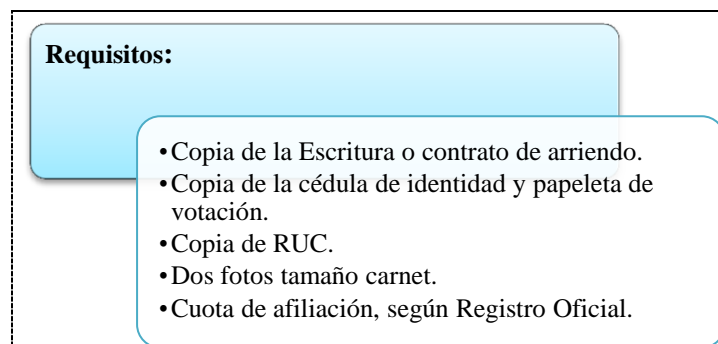 Requisitos:
•Copia de la Escritura o contrato de arriendo.
•Copia de la cédula de identidad y papeleta de
votación.
•Copia de RUC.
•Dos fotos tamaño carnet.
•Cuota de afiliación, según Registro Oficial.